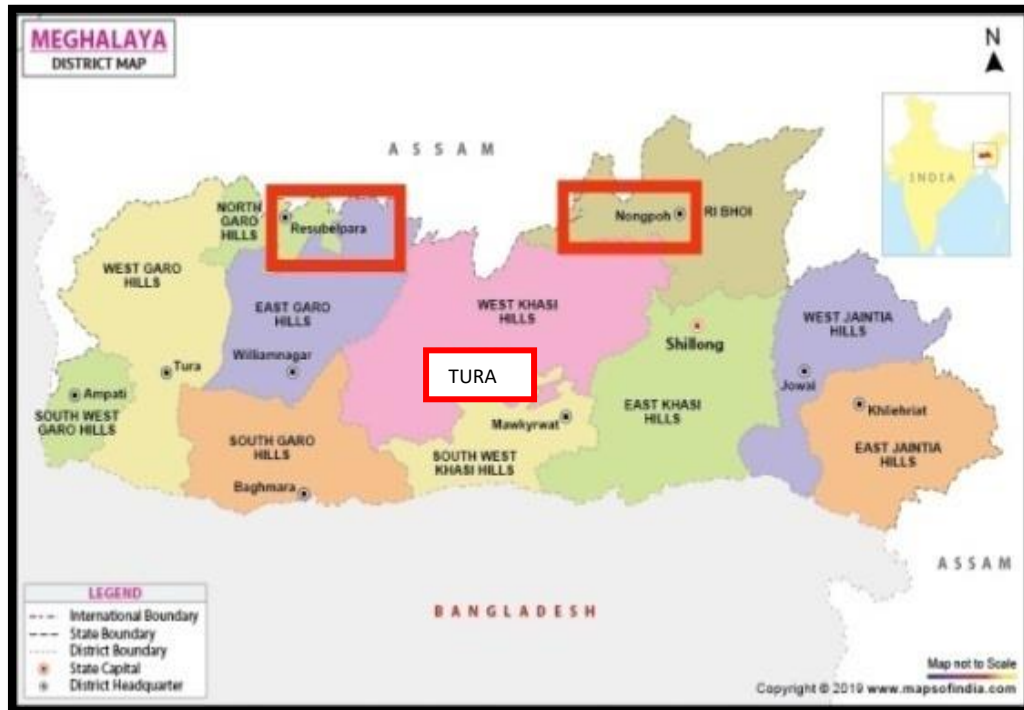 MEGHALAYA
DISTRICT MAP
N
ASSAM
INDIA
NORTH
GARO
HILLS
Resubelpara
Nongpoh
RI BHOI
WEST GARO
HILLS
EAST GARO
HILLS
WEST KHASI
HILLS
WEST JAINTIA
HILLS
Shillong
Williamnagar
Tura
TURA
Jowai
Ampati
SOUTH WEST
GARO HILLS
Mawkyrwat
EAST KHASI
HILLS
Khliehriat
SOUTH GARO
HILLS
SOUTH WEST
KHASI HILLS
EAST JAINTIA
HILLS
Baghmara
ASSAM
BANGLADESH
LEGEND
International Boundary
State Boundary
District Boundary
State Capital
District Headquarter
Map not to Scale
Copyright © 2019 www.mapsofindia.com